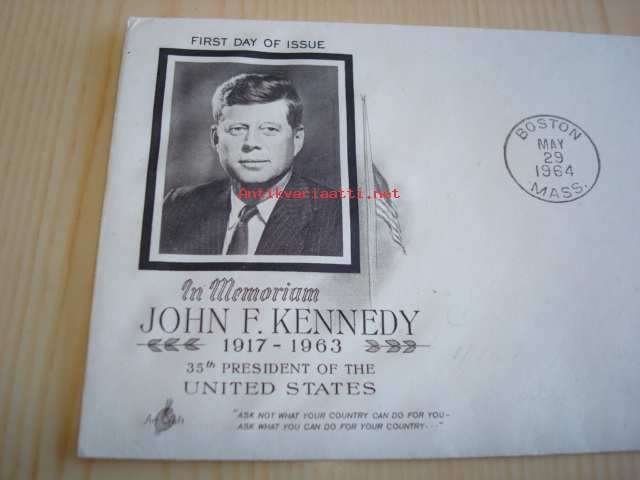 FIRST DAY OF ISSUE
Antikvariaatti.net
BOSTON
MAY
29
1964
MASS.
In Memoriam
JOHN F. KENNEDY
1917 - 1963
35th PRESIDENT OF THE
UNITED STATES
Art Craft
"ASK NOT WHAT YOUR COUNTRY CAN DO FOR YOU-
ASK WHAT YOU CAN DO FOR YOUR COUNTRY..."